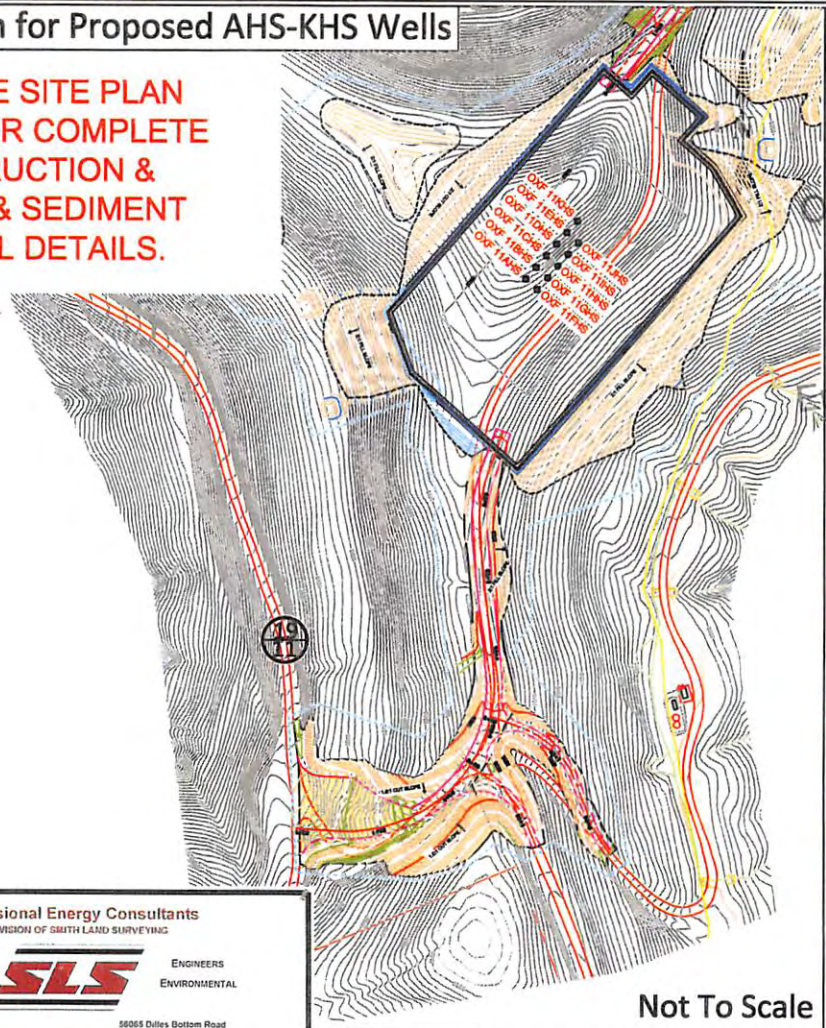 n for Proposed AHS-KHS Wells
E SITE PLAN
R COMPLETE
UCTION &
& SEDIMENT
L DETAILS.
OXF 11KHS
OXF 11EHS
OXF 11DHS
OXF 11CHS
OXF 11BHS
OXF 11AHS
OXF 11JHS
OXF 11IHS
OXF 11HHS
OXF 11GHS
OXF 11FHS
19
11
8
sional Energy Consultants
VISION OF SMITH LAND SURVEYING
SLS
ENGINEERS
ENVIRONMENTAL
56065 Dilles Bottom Road
Not To Scale